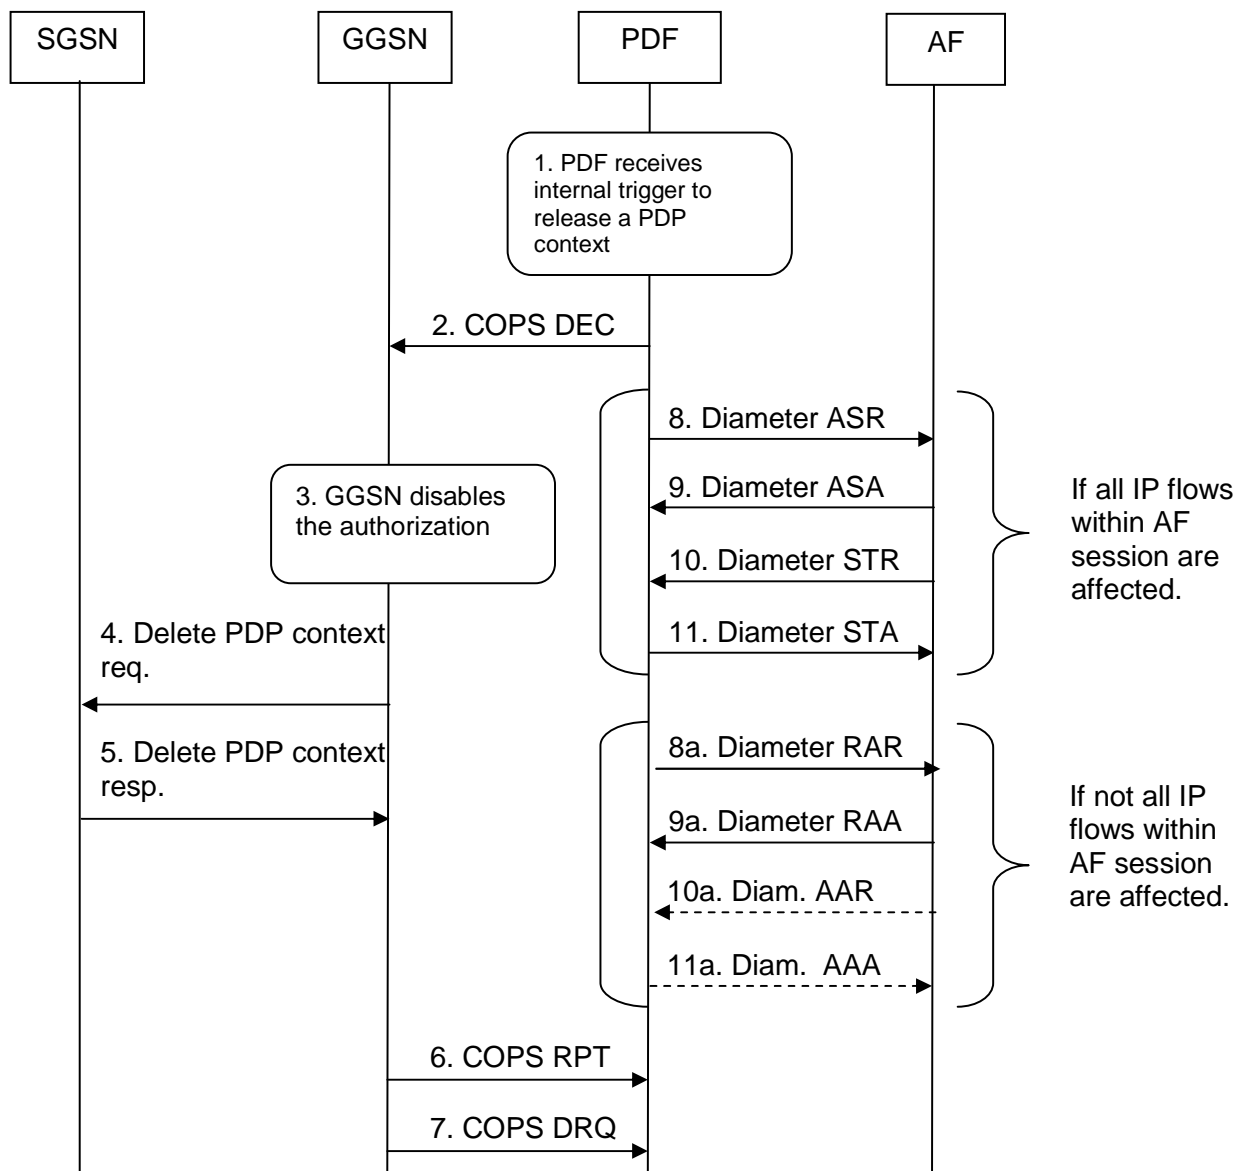 SGSN
GGSN
PDF
AF
1. PDF receives
internal trigger to
release a PDP
context
2. COPS DEC
8. Diameter ASR
3. GGSN disables
the authorization
9. Diameter ASA
10. Diameter STR
11. Diameter STA
If all IP flows
within AF
session are
affected.
4. Delete PDP context
req.
5. Delete PDP context
resp.
8a. Diameter RAR
9a. Diameter RAA
10a. Diam. AAR
11a. Diam. AAA
If not all IP
flows within
AF session
are affected.
6. COPS RPT
7. COPS DRQ